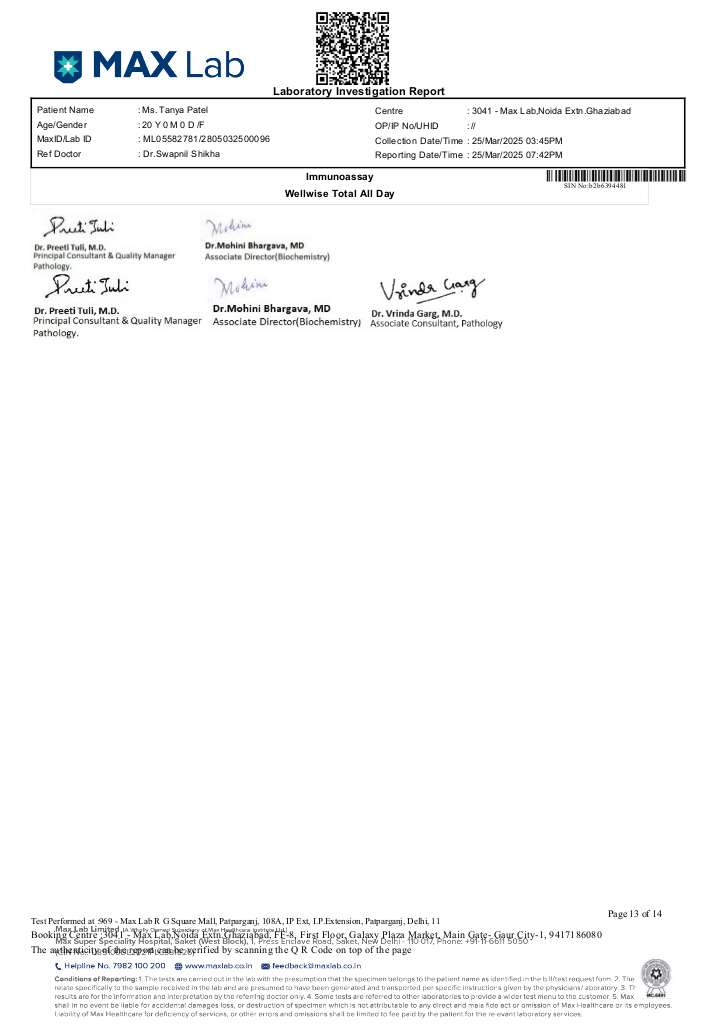 MAX Lab
Laboratory Investigation Report
Patient Name : Ms. Tanya Patel
Age/Gender : 20 Y 0 M 0 D /F
MaxID/Lab ID : ML05582781/2805032500096
Ref Doctor : Dr.Swapnil Shikha
Centre : 3041 - Max Lab,Noida Extn.Ghaziabad
OP/IP No/UHID : //
Collection Date/Time : 25/Mar/2025 03:45PM
Reporting Date/Time : 25/Mar/2025 07:42PM
Immunoassay
Wellwise Total All Day
SIN No:b2b6394481
Preeti Tuli
Dr. Preeti Tuli, M.D.
Principal Consultant & Quality Manager
Pathology.
Mohini
Dr.Mohini Bhargava, MD
Associate Director(Biochemistry)
Preeti Tuli
Dr. Preeti Tuli, M.D.
Principal Consultant & Quality Manager
Pathology.
Mohini
Dr.Mohini Bhargava, MD
Associate Director(Biochemistry)
Vrinda Garg
Dr. Vrinda Garg, M.D.
Associate Consultant, Pathology
Page 13 of 14
Test Performed at :969 - Max Lab R G Square Mall, Patparganj, 108A, IP Ext, I.P.Extension, Patparganj, Delhi, 11
Max Lab Limited (A Wholly Owned Subsidiary of Max Healthcare Institute Ltd.)
Booking Centre :3041 - Max Lab,Noida Extn.Ghaziabad, FF-8, First Floor, Galaxy Plaza Market, Main Gate- Gaur City-1, 9417186080
Max Super Speciality Hospital, Saket (West Block), 1, Press Enclave Road, Saket, New Delhi - 110 017, Phone: +91-11-6611 5050
The authenticity of the report can be verified by scanning the Q R Code on top of the page
Helpline No. 7982 100 200 www.maxlab.co.in feedback@maxlab.co.in
Conditions of Reporting: 1. The tests are carried out in the lab with the presumption that the specimen belongs to the patient name as identified in the bill/test request form. 2. The
relate specifically to the sample received in the lab and are presumed to have been generated and transported per specific instructions given by the physicians/ laboratory. 3. Th
results are for the information and interpretation by the referring doctor only. 4. Some tests are referred to other laboratories to provide a wider test menu to the customer. 5. Max
shall in no event be liable for accidental damages, loss, or destruction of specimen which is not attributable to any direct and mala fide act or omission of Max Healthcare or its employees.
Liability of Max Healthcare for deficiency of services, or other errors and omissions shall be limited to fee paid by the patient for the re evant laboratory services.